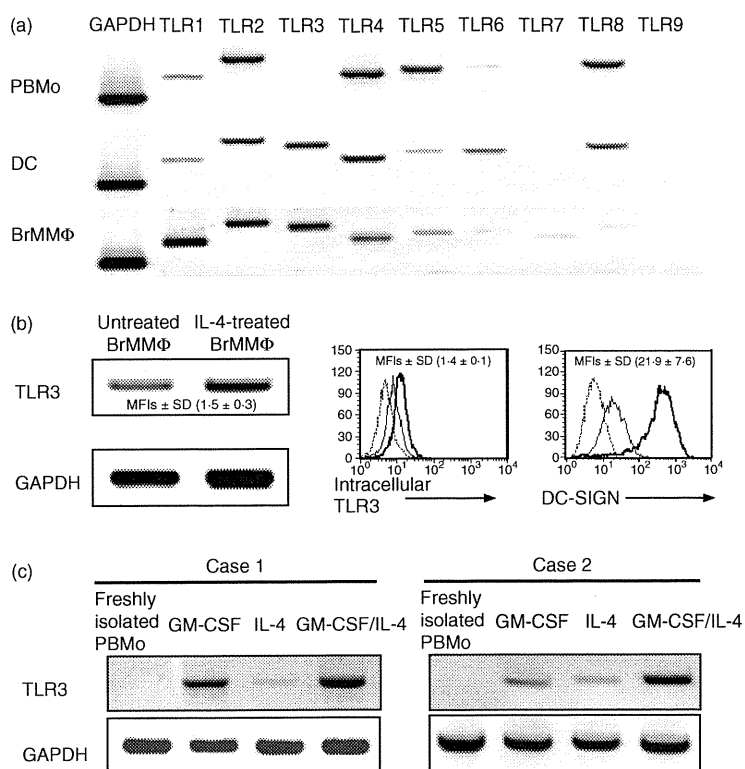 (a)
GAPDH TLR1 TLR2 TLR3 TLR4 TLR5 TLR6 TLR7 TLR8 TLR9
PBMo
DC
BrMMΦ
(b)
Untreated BrMMΦ
IL-4-treated BrMMΦ
TLR3
MFIs ± SD (1·5 ± 0·3)
GAPDH
150
120
90
60
30
0
MFIs ± SD (1·4 ± 0·1)
10⁰ 10¹ 10² 10³ 10⁴
Intracellular
TLR3
150
120
90
60
30
0
MFIs ± SD (21·9 ± 7·6)
10⁰ 10¹ 10² 10³ 10⁴
DC-SIGN
(c)
Case 1
Freshly
isolated
PBMo
GM-CSF IL-4 GM-CSF/IL-4
TLR3
GAPDH
Case 2
Freshly
isolated
PBMo
GM-CSF IL-4 GM-CSF/IL-4